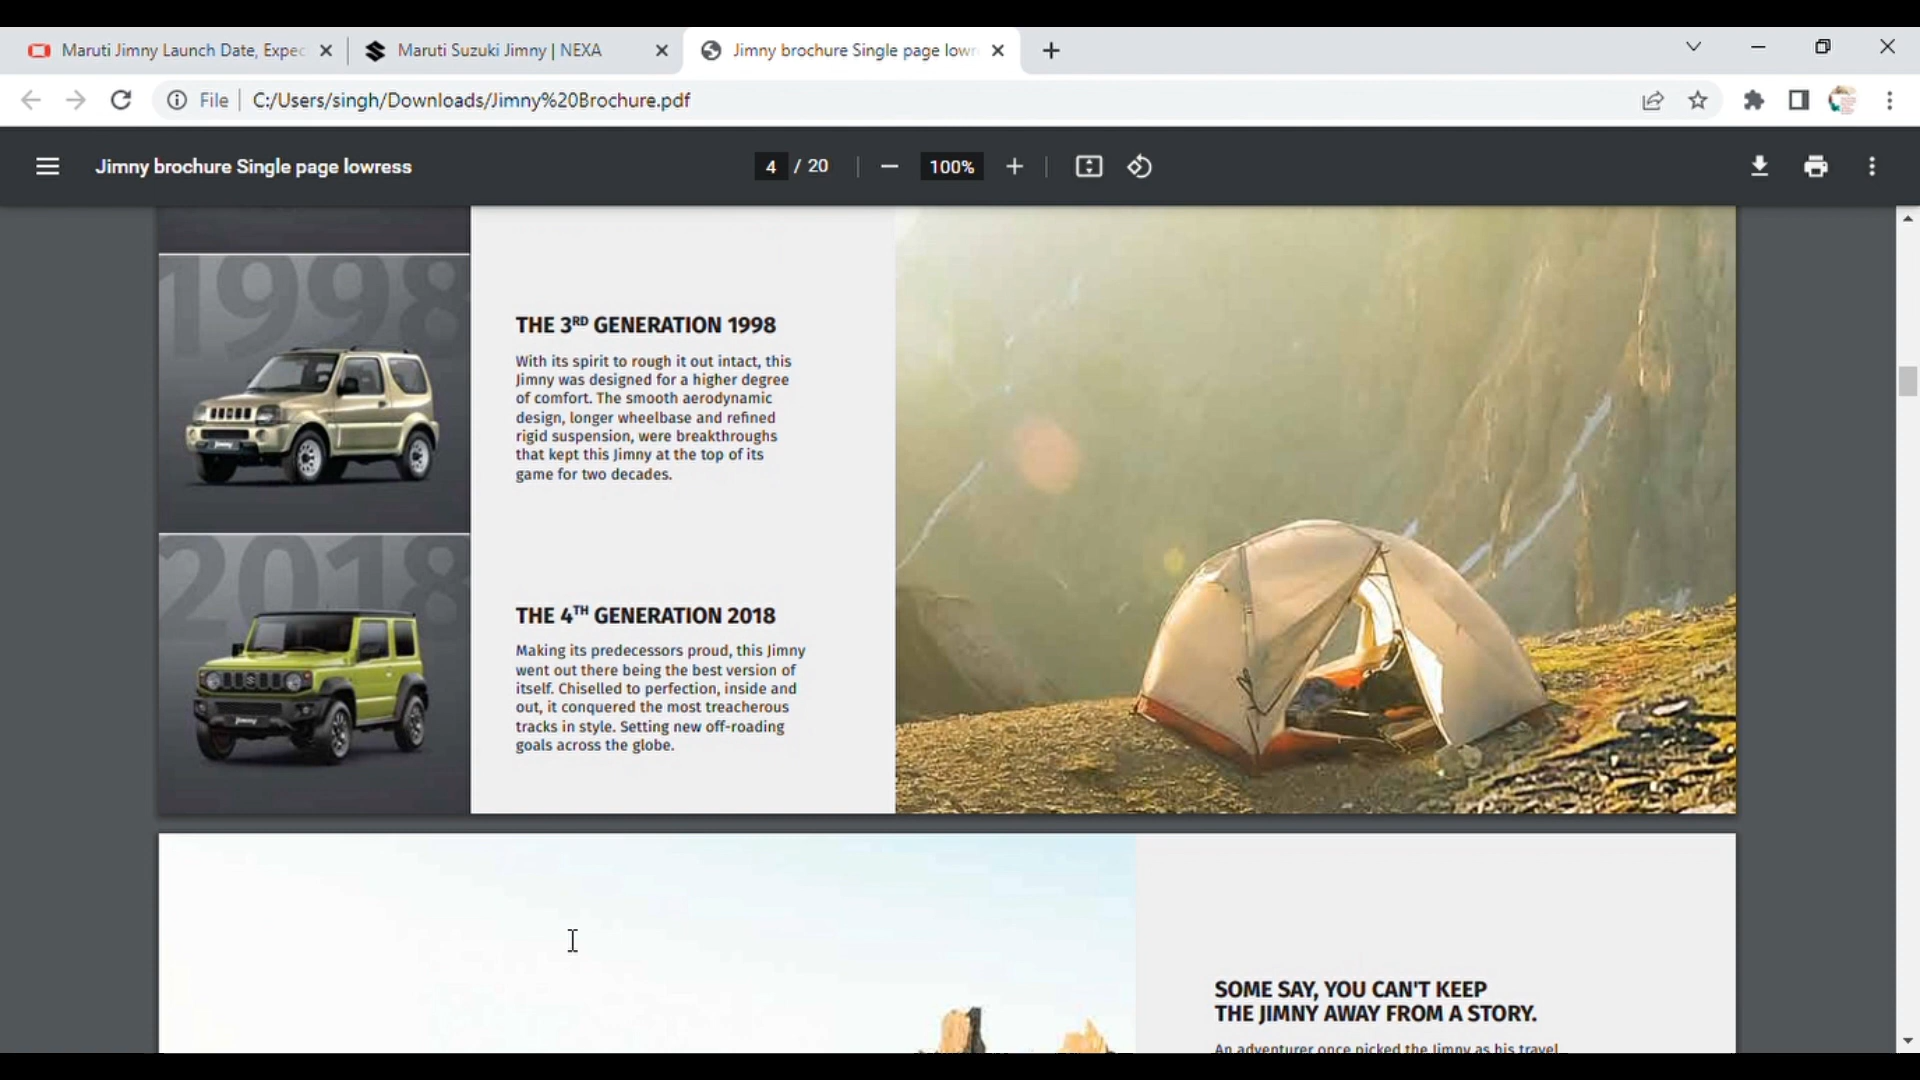 Maruti Jimny Launch Date, Expec
Maruti Suzuki Jimny | NEXA
Jimny brochure Single page lowr
File
C:/Users/singh/Downloads/Jimny%20Brochure.pdf
Jimny brochure Single page lowress
4 / 20
100%
1998
THE 3RD GENERATION 1998
With its spirit to rough it out intact, this
Jimny was designed for a higher degree
of comfort. The smooth aerodynamic
design, longer wheelbase and refined
rigid suspension, were breakthroughs
that kept this Jimny at the top of its
game for two decades.
2018
THE 4TH GENERATION 2018
Making its predecessors proud, this Jimny
went out there being the best version of
itself. Chiselled to perfection, inside and
out, it conquered the most treacherous
tracks in style. Setting new off-roading
goals across the globe.
SOME SAY, YOU CAN'T KEEP
THE JIMNY AWAY FROM A STORY.
An adventurer once picked the Jimny as his travel